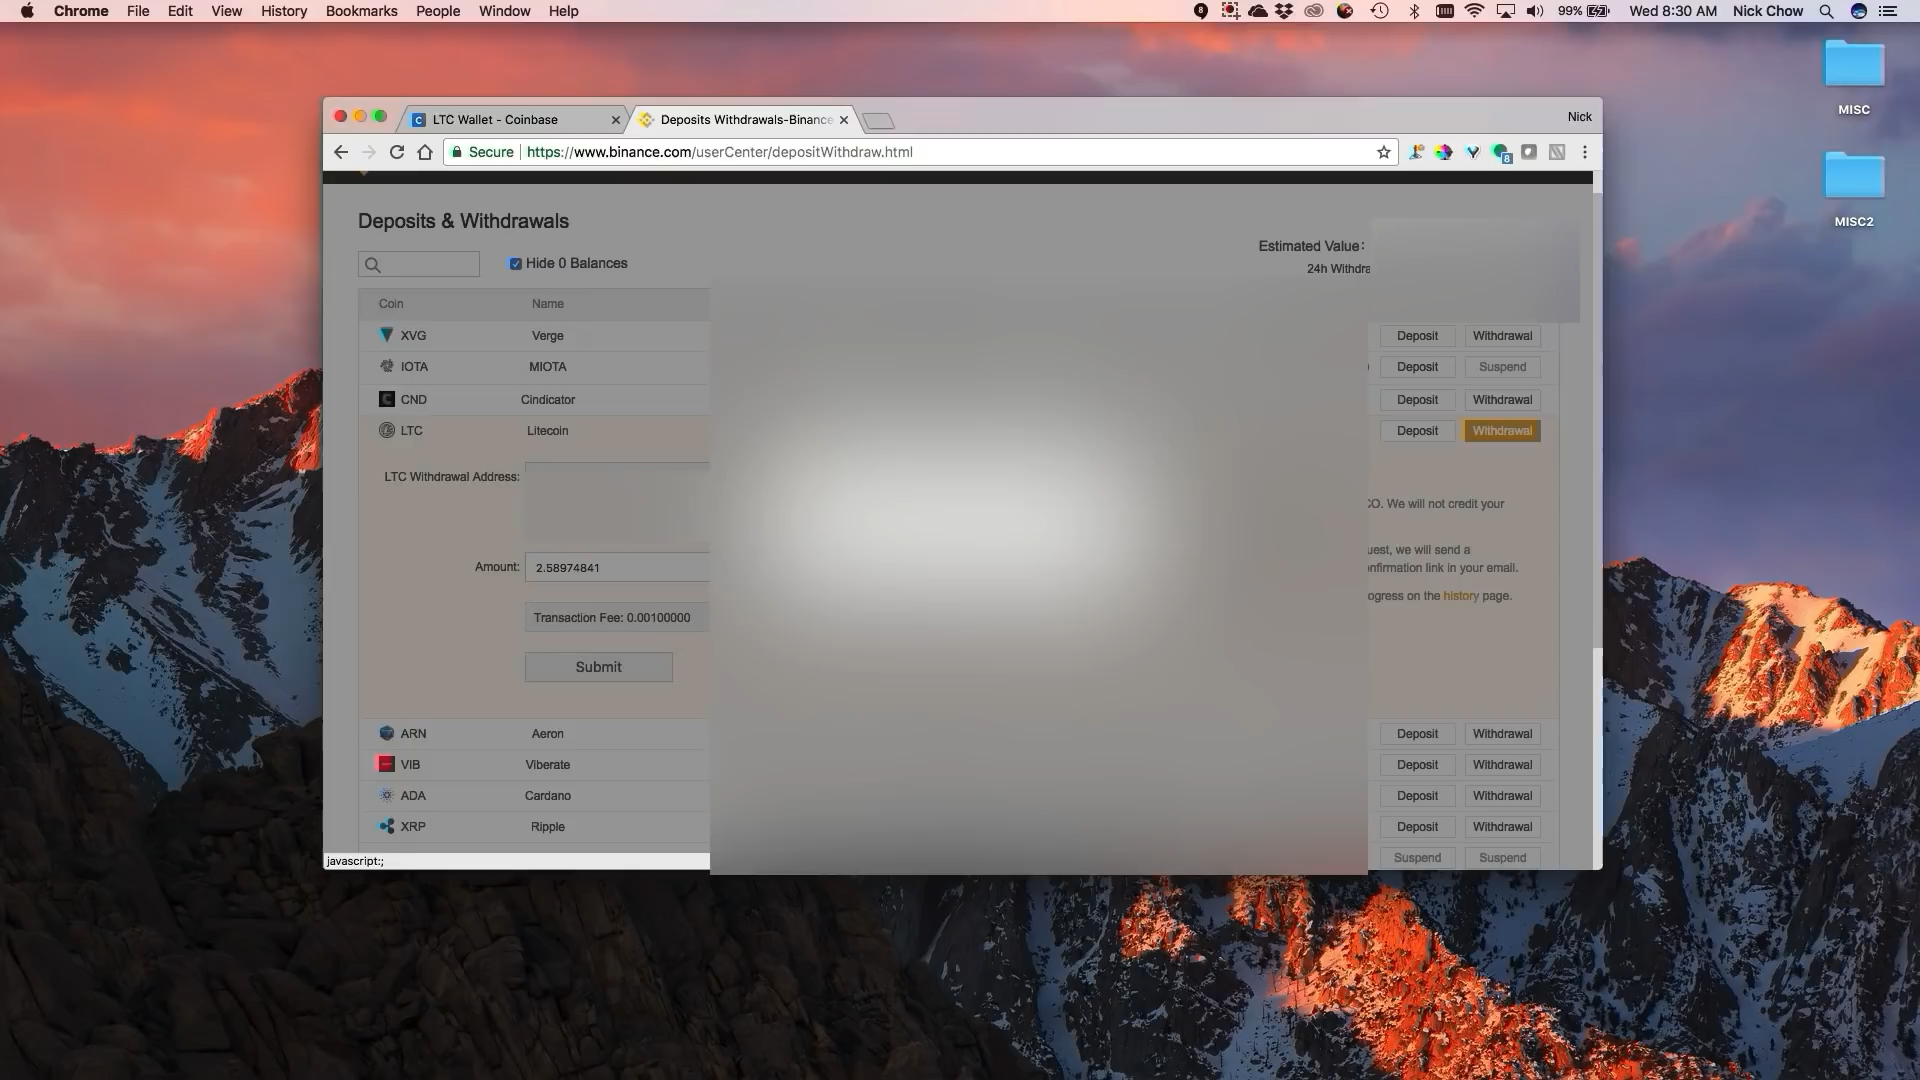 Chrome File Edit View History Bookmarks People Window Help 99% Wed 8:30 AM Nick Chow
MISC
MISC2
LTC Wallet - Coinbase Deposits Withdrawals-Binance Nick
Secure https://www.binance.com/userCenter/depositWithdraw.html 8
Deposits & Withdrawals
Estimated Value:
Hide 0 Balances
24h Withdra
Coin Name
XVG Verge Deposit Withdrawal
IOTA MIOTA Deposit Suspend
CND Cindicator Deposit Withdrawal
LTC Litecoin Deposit Withdrawal
LTC Withdrawal Address:
CO. We will not credit your
uest, we will send a
Amount: 2.58974841
nfirmation link in your email.
ogress on the history page.
Transaction Fee: 0.00100000
Submit
ARN Aeron Deposit Withdrawal
VIB Viberate Deposit Withdrawal
ADA Cardano Deposit Withdrawal
XRP Ripple Deposit Withdrawal
Suspend Suspend
javascript:;